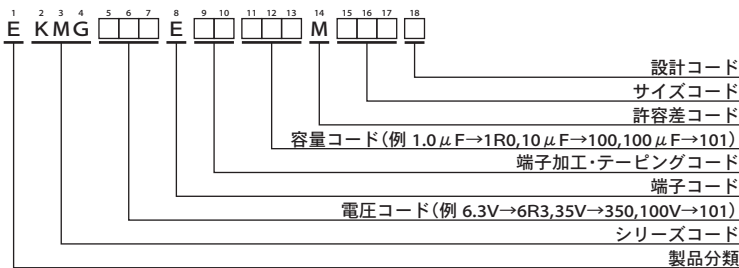 1 2 3 4 5 6 7 8 9 10 11 12 13 14 15 16 17 18
E KMG □□□ E □□ □□□ M □□□ □
設計コード
サイズコード
許容差コード
容量コード(例 1.0μF→1R0,10μF→100,100μF→101)
端子加工・テーピングコード
端子コード
電圧コード(例 6.3V→6R3,35V→350,100V→101)
シリーズコード
製品分類